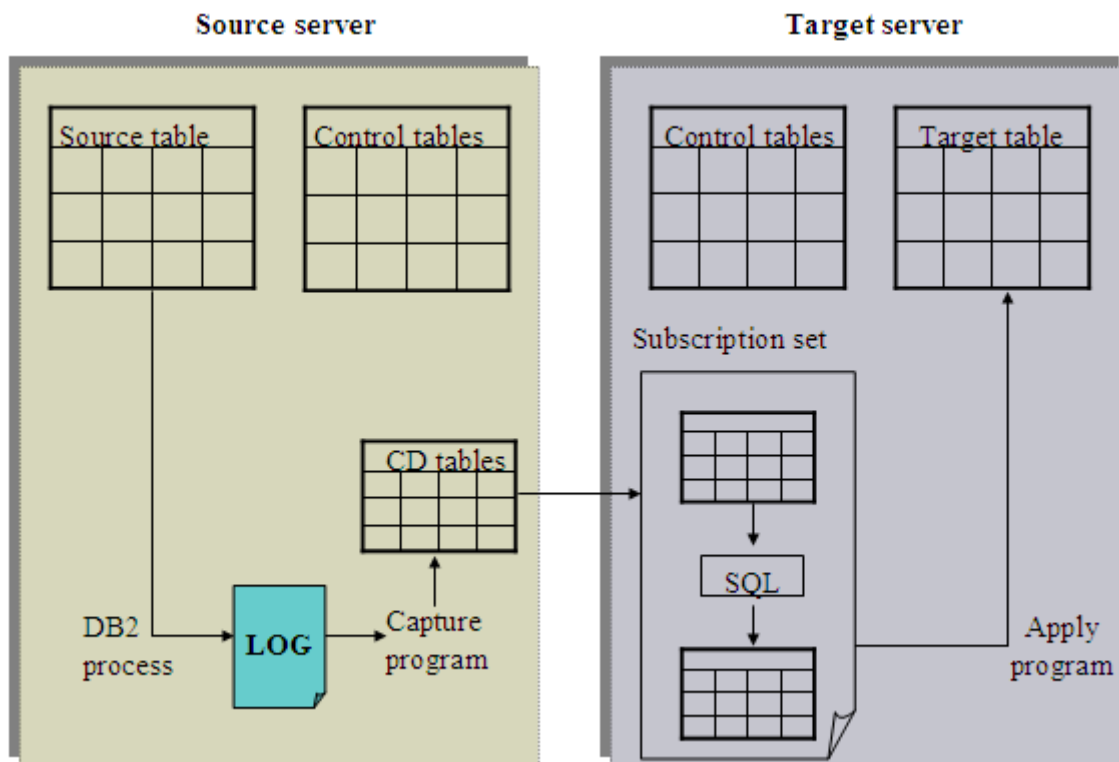 Source server
Target server
Source table
Control tables
Control tables
Target table
Subscription set
CD tables
SQL
DB2
process
LOG
Capture
program
Apply
program